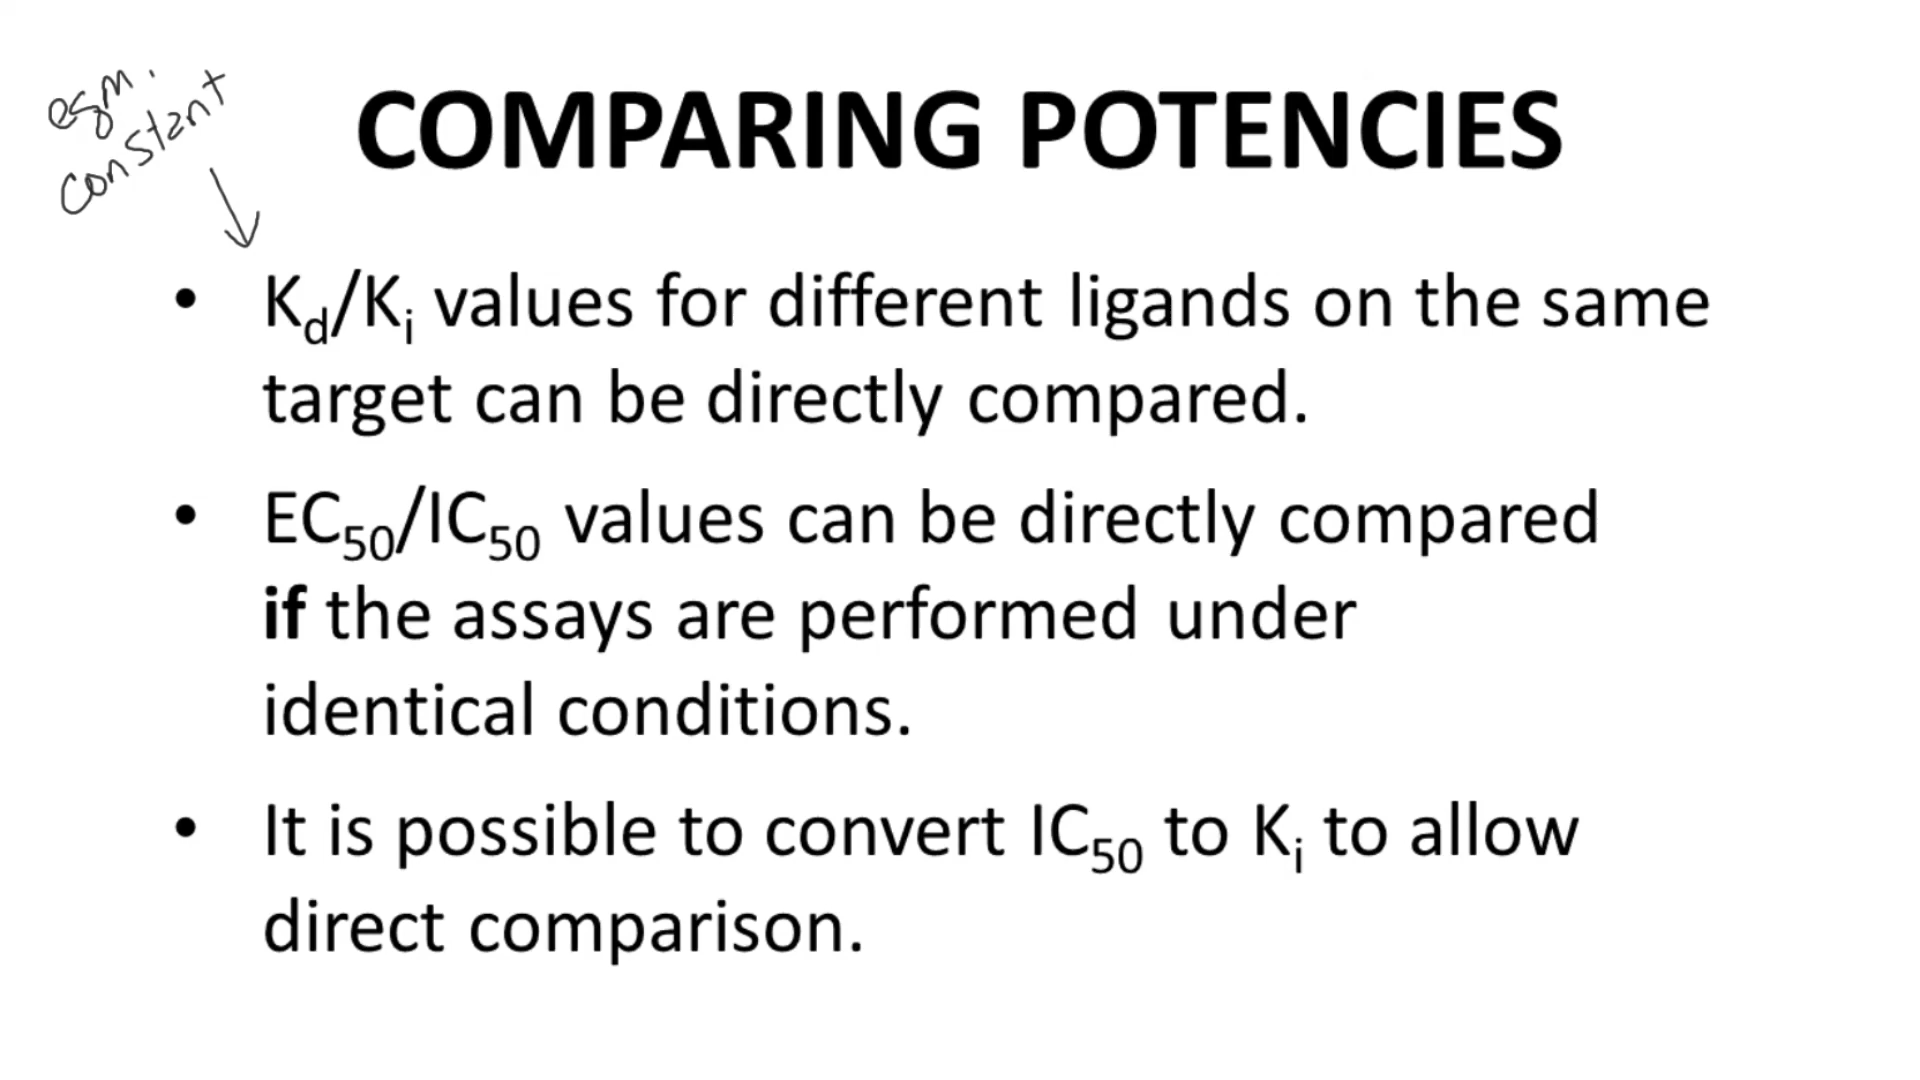 eqm.
constant
COMPARING POTENCIES
• Kd/Ki values for different ligands on the same
target can be directly compared.
• EC50/IC50 values can be directly compared
if the assays are performed under
identical conditions.
• It is possible to convert IC50 to Ki to allow
direct comparison.